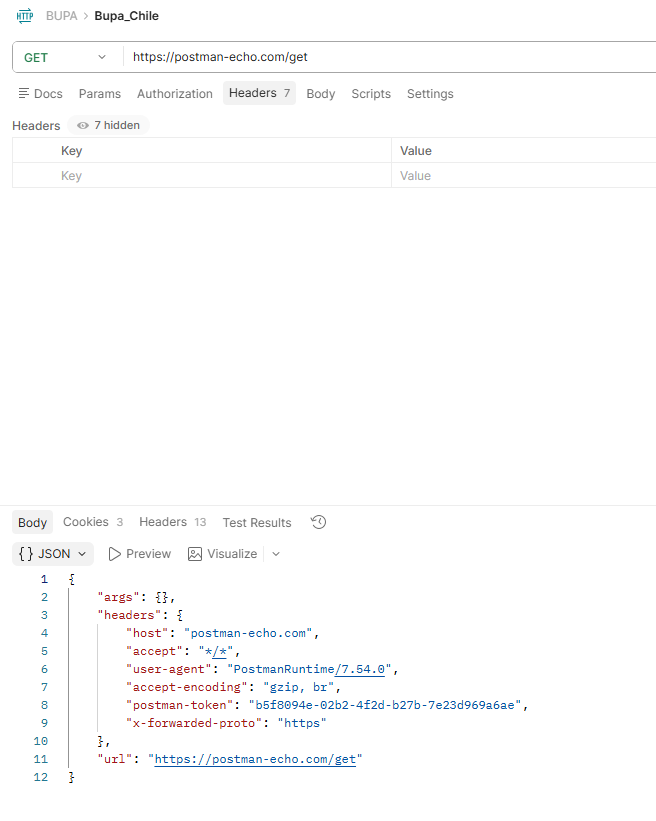 HTTP BUPA > Bupa_Chile
GET https://postman-echo.com/get
Docs Params Authorization Headers 7 Body Scripts Settings
Headers 7 hidden
Key Value
Key Value
Body Cookies 3 Headers 13 Test Results
{} JSON Preview Visualize
1 {
2 "args": {},
3 "headers": {
4 "host": "postman-echo.com",
5 "accept": "*/*",
6 "user-agent": "PostmanRuntime/7.54.0",
7 "accept-encoding": "gzip, br",
8 "postman-token": "b5f8094e-02b2-4f2d-b27b-7e23d969a6ae",
9 "x-forwarded-proto": "https"
10 },
11 "url": "https://postman-echo.com/get"
12 }